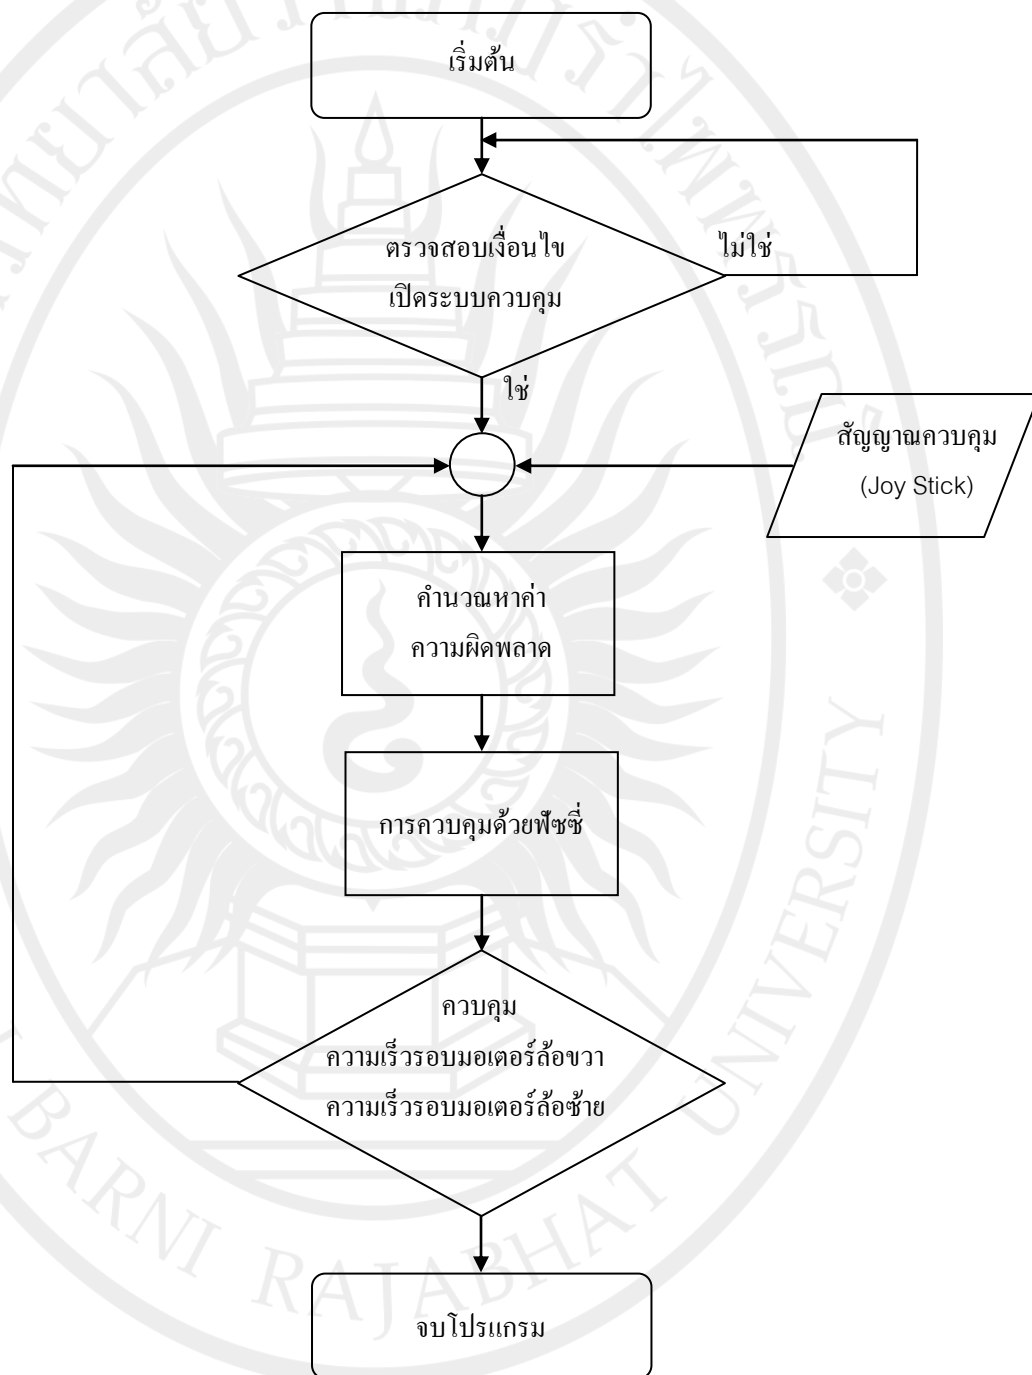 เริ่มต้น
ตรวจสอบเงื่อนไข
เปิดระบบควบคุม
ไม่ใช่
ใช่
สัญญาณควบคุม
(Joy Stick)
คำนวณหาค่า
ความผิดพลาด
การควบคุมด้วยฟัซซี่
ควบคุม
ความเร็วรอบมอเตอร์ล้อขวา
ความเร็วรอบมอเตอร์ล้อซ้าย
จบโปรแกรม
BARNI RAJABHAT UNIVERSITY